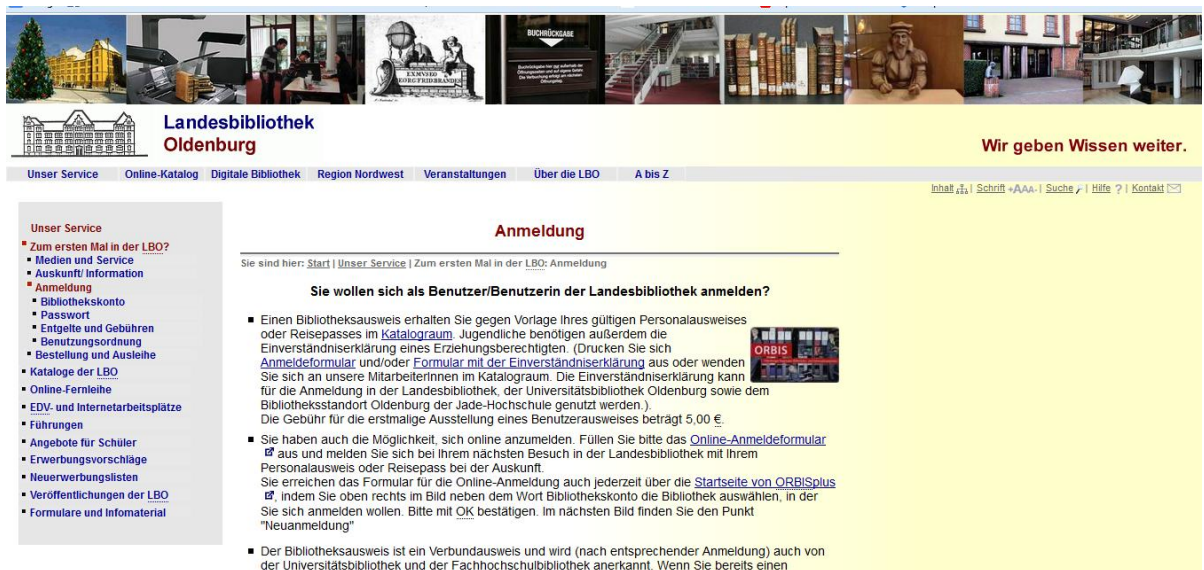 BUCHRÜCKGABE
EXMVSEO
GEORGFRIDBRANDES
Landesbibliothek
Oldenburg
Wir geben Wissen weiter.
Unser Service Online-Katalog Digitale Bibliothek Region Nordwest Veranstaltungen Über die LBO A bis Z
Inhalt | Schrift +AAA- | Suche | Hilfe ? | Kontakt
Unser Service
Zum ersten Mal in der LBO?
Medien und Service
Auskunft/ Information
Anmeldung
Bibliothekskonto
Passwort
Entgelte und Gebühren
Benutzungsordnung
Bestellung und Ausleihe
Kataloge der LBO
Online-Fernleihe
EDV- und Internetarbeitsplätze
Führungen
Angebote für Schüler
Erwerbungsvorschläge
Neuerwerbungslisten
Veröffentlichungen der LBO
Formulare und Infomaterial
Anmeldung
Sie sind hier: Start | Unser Service | Zum ersten Mal in der LBO: Anmeldung
Sie wollen sich als Benutzer/Benutzerin der Landesbibliothek anmelden?
Einen Bibliotheksausweis erhalten Sie gegen Vorlage Ihres gültigen Personalausweises
oder Reisepasses im Katalograum. Jugendliche benötigen außerdem die
Einverständniserklärung eines Erziehungsberechtigten. (Drucken Sie sich
Anmeldeformular und/oder Formular mit der Einverständniserklärung aus oder wenden
Sie sich an unsere MitarbeiterInnen im Katalograum. Die Einverständniserklärung kann
für die Anmeldung in der Landesbibliothek, der Universitätsbibliothek Oldenburg sowie dem
Bibliotheksstandort Oldenburg der Jade-Hochschule genutzt werden.).
Die Gebühr für die erstmalige Ausstellung eines Benutzerausweises beträgt 5,00 €.
ORBIS
Sie haben auch die Möglichkeit, sich online anzumelden. Füllen Sie bitte das Online-Anmeldeformular
aus und melden Sie sich bei Ihrem nächsten Besuch in der Landesbibliothek mit Ihrem
Personalausweis oder Reisepass bei der Auskunft.
Sie erreichen das Formular für die Online-Anmeldung auch jederzeit über die Startseite von ORBISplus
, indem Sie oben rechts im Bild neben dem Wort Bibliothekskonto die Bibliothek auswählen, in der
Sie sich anmelden wollen. Bitte mit OK bestätigen. Im nächsten Bild finden Sie den Punkt
"Neuanmeldung"
Der Bibliotheksausweis ist ein Verbundausweis und wird (nach entsprechender Anmeldung) auch von
der Universitätsbibliothek und der Fachhochschulbibliothek anerkannt. Wenn Sie bereits einen